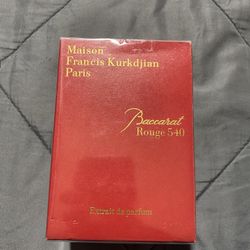 Maison
Francis Kurkdjian
Paris
Baccarat
Rouge 540
Extrait de parfum